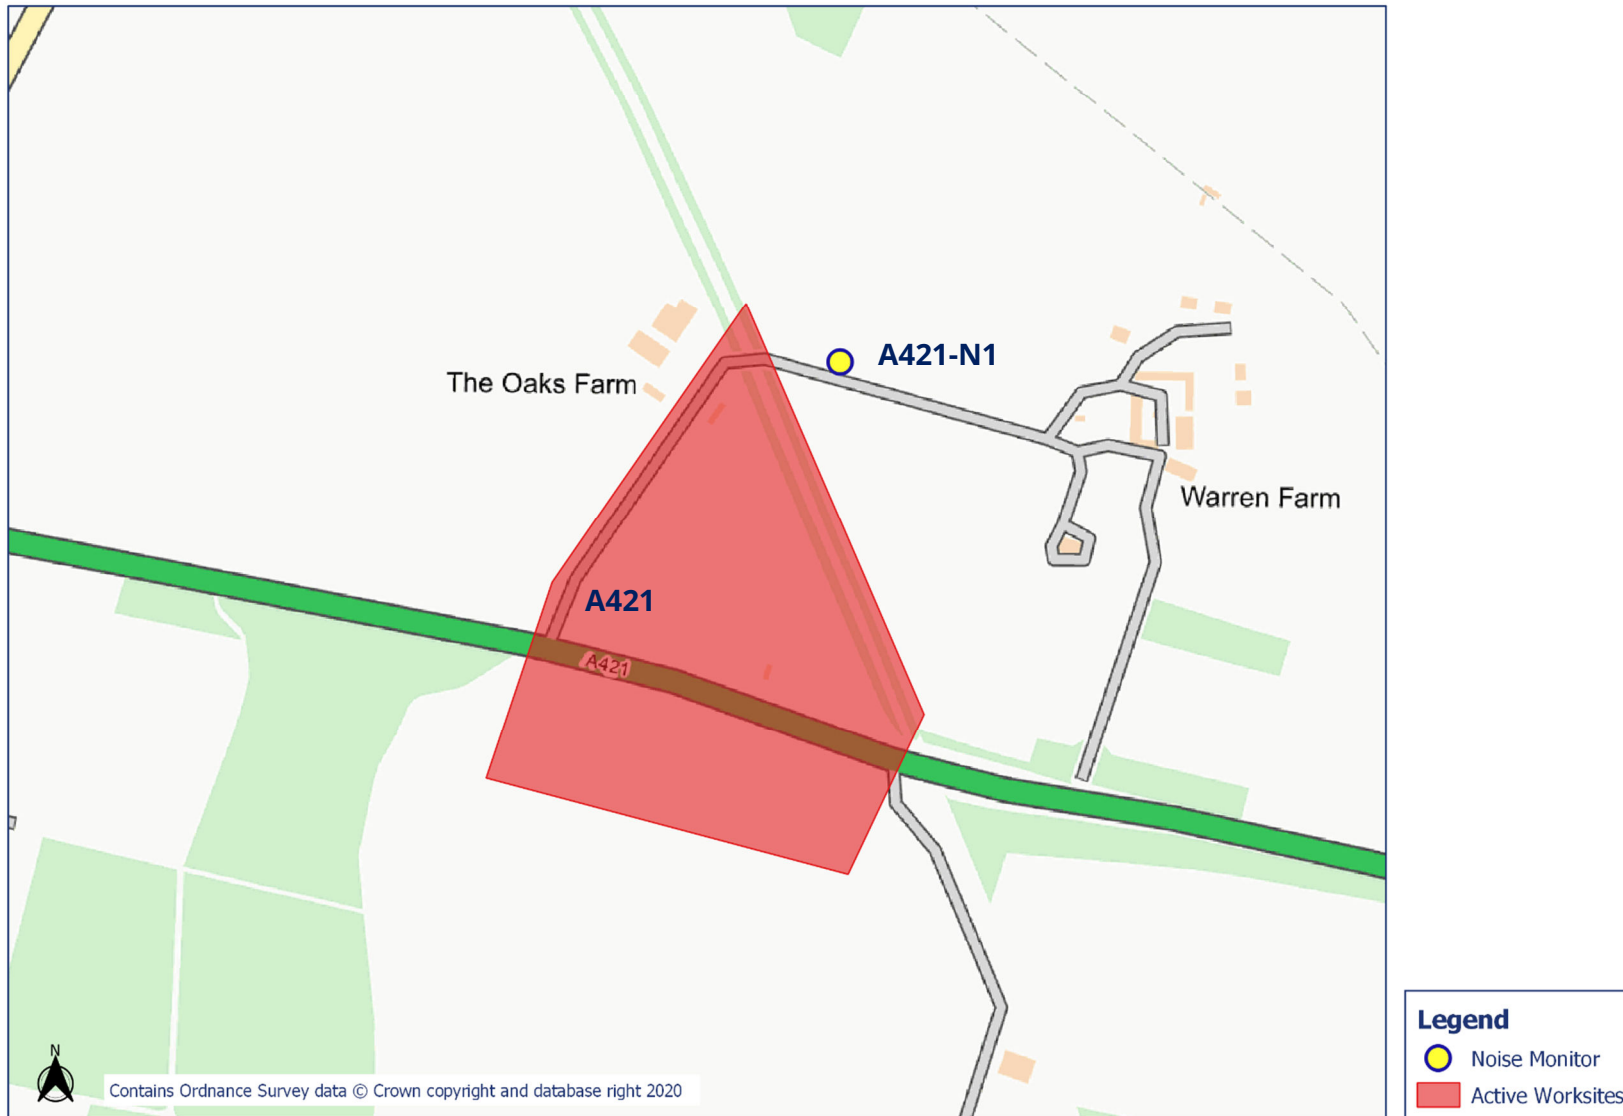 A421-N1
The Oaks Farm
Warren Farm
A421
A421
Legend
Noise Monitor
Active Worksites
N
Contains Ordnance Survey data © Crown copyright and database right 2020